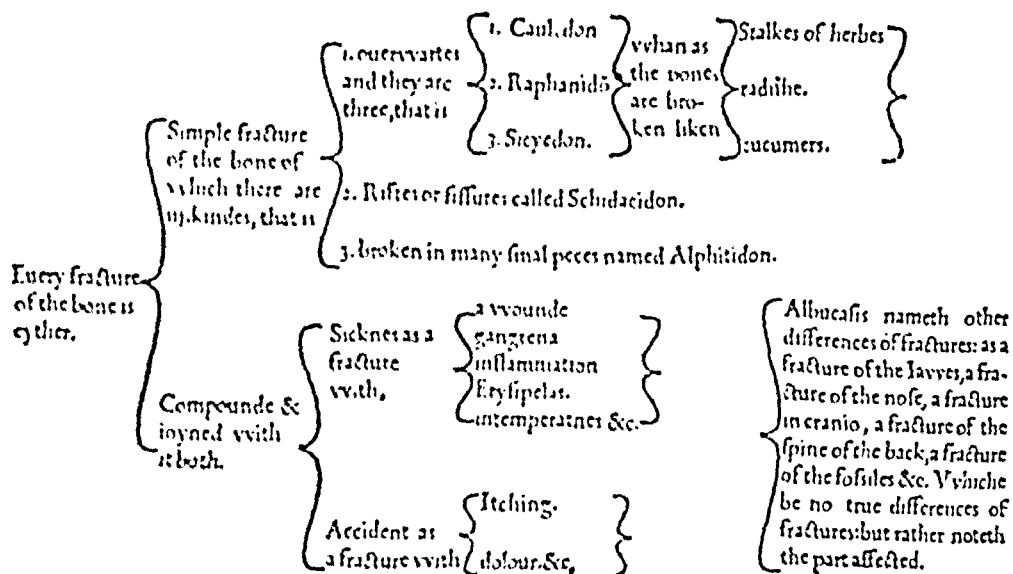 Euery fracture
of the bone is
eyther.
Simple fracture
of the bone of
vvhich there are
iij. kindes, that is
1. ouervvartes
and they are
three, that is
1. Cauledon
2. Raphanidō
3. Sicyedon.
vvhan as
the bones
are bro-
ken liken
Stalkes of herbes
radishe.
cucumers.
2. Riftes or fissures called Schidacidon.
3. broken in many smal peces named Alphitidon.
Compounde &
ioyned vvith
it both.
Sicknes as a
fracture
vvith,
a vvounde
gangrena
inflammation
Erysipelas.
intemperatnes &c.
Accident as
a fracture vvith
Itching.
dolour. &c,
Albucasis nameth other
differences of fractures: as a
fracture of the Iavves, a fra-
cture of the nose, a fracture
in cranio, a fracture of the
spine of the back, a fracture
of the fossiles &c. VVhiche
be no true differences of
fractures: but rather noteth
the part affected.